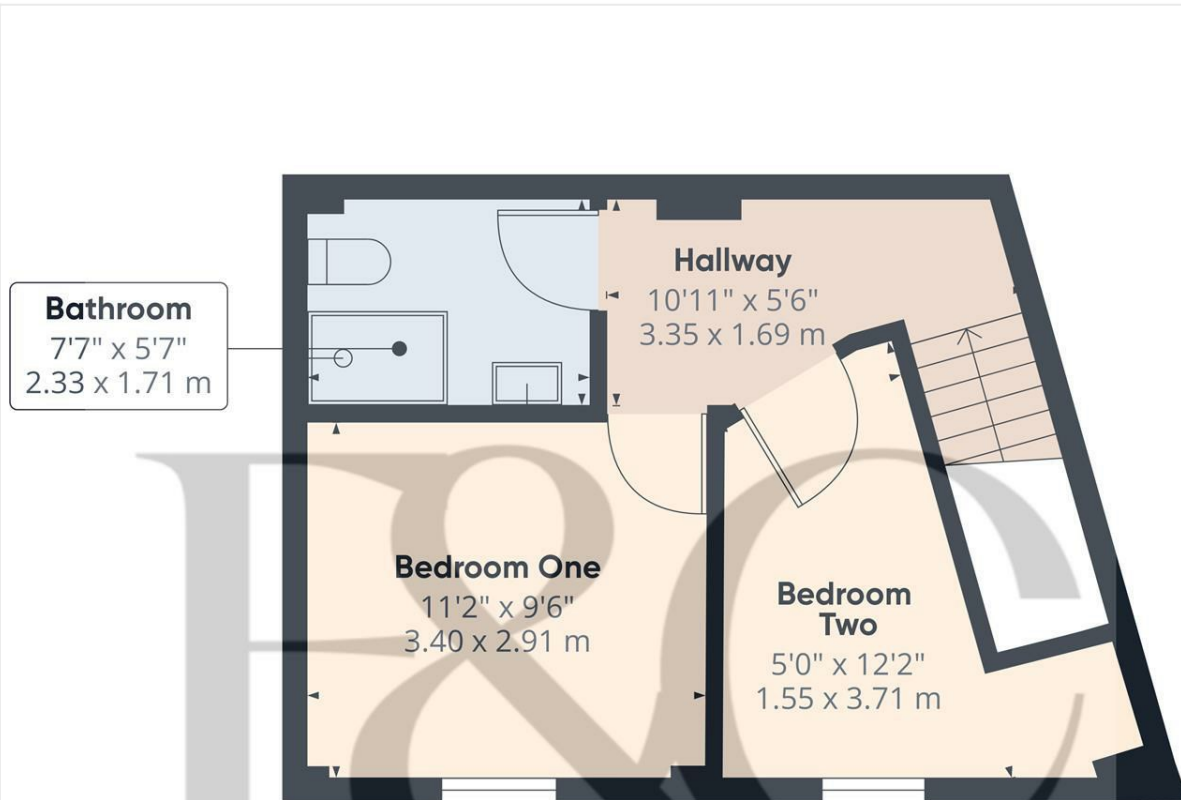 Hallway
10'11" x 5'6"
3.35 x 1.69 m
Bathroom
7'7" x 5'7"
2.33 x 1.71 m
Bedroom One
11'2" x 9'6"
3.40 x 2.91 m
Bedroom
Two
5'0" x 12'2"
1.55 x 3.71 m
F&C